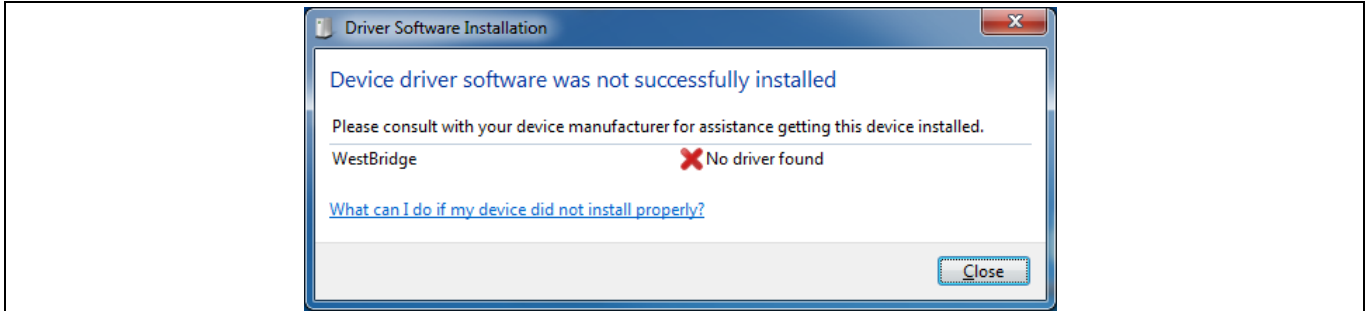 Driver Software Installation
Device driver software was not successfully installed
Please consult with your device manufacturer for assistance getting this device installed.
WestBridge No driver found
What can I do if my device did not install properly?
Close